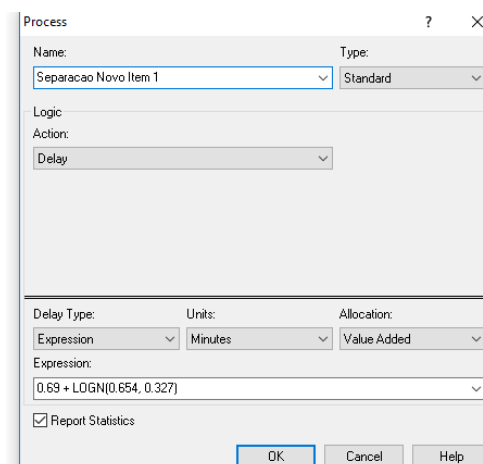 Process ? X
Name: Type:
Separacao Novo Item 1 Standard
Logic
Action:
Delay
Delay Type: Units: Allocation:
Expression Minutes Value Added
Expression:
0.69 + LOGN(0.654, 0.327)
Report Statistics
OK Cancel Help